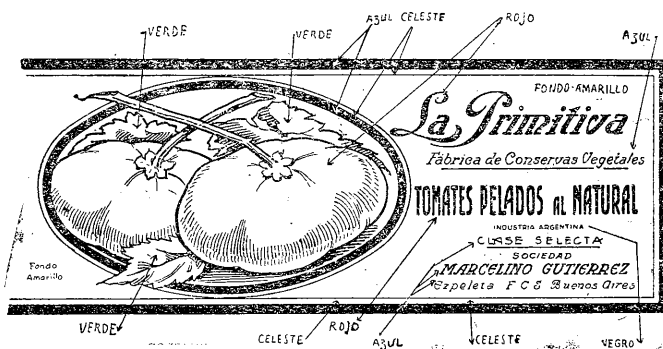 VERDE
VERDE
AZUL CELESTE
ROJO
AZUL
FONDO-AMARILLO
La Primitiva
Fábrica de Conservas Vegetales
TOMATES PELADOS AL NATURAL
INDUSTRIA ARGENTINA
CLASE SELECTA
SOCIEDAD
MARCELINO GUTIERREZ
Ezpeleta F C S Buenos Aires
Fondo
Amarillo
VERDE
CELESTE
ROJO
AZUL
CELESTE
NEGRO